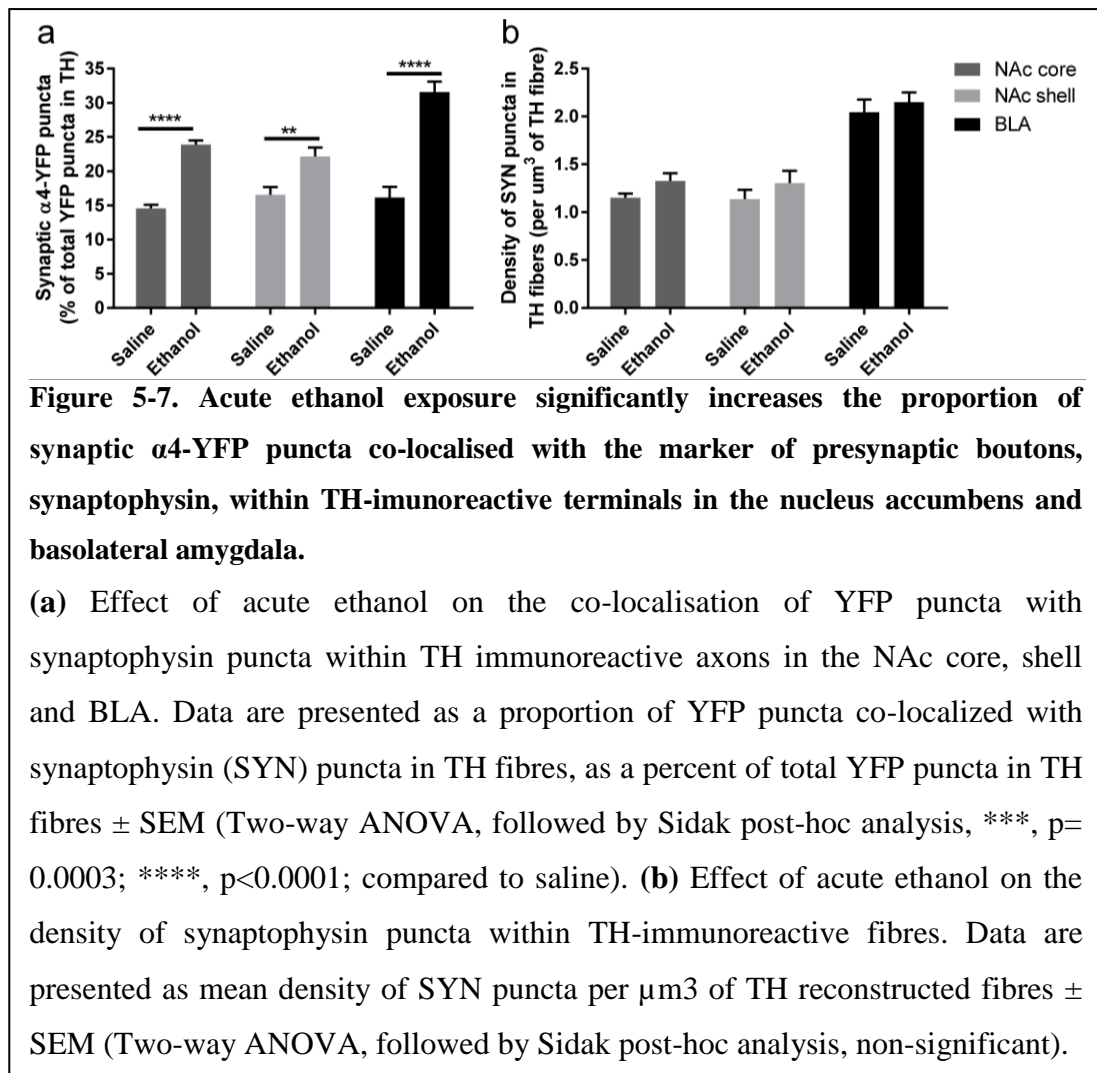 a
b
Synaptic α4-YFP puncta
(% of total YFP puncta in TH)
35
30
25
20
15
10
5
0
****
**
****
Saline
Ethanol
Saline
Ethanol
Saline
Ethanol
Density of SYN puncta in
TH fibers (per um³ of TH fibre)
2.5
2.0
1.5
1.0
0.5
0.0
Saline
Ethanol
Saline
Ethanol
Saline
Ethanol
NAc core
NAc shell
BLA
Figure 5-7. Acute ethanol exposure significantly increases the proportion of
synaptic α4-YFP puncta co-localised with the marker of presynaptic boutons,
synaptophysin, within TH-imunoreactive terminals in the nucleus accumbens and
basolateral amygdala.
(a) Effect of acute ethanol on the co-localisation of YFP puncta with
synaptophysin puncta within TH immunoreactive axons in the NAc core, shell
and BLA. Data are presented as a proportion of YFP puncta co-localized with
synaptophysin (SYN) puncta in TH fibres, as a percent of total YFP puncta in TH
fibres ± SEM (Two-way ANOVA, followed by Sidak post-hoc analysis, ***, p=
0.0003; ****, p<0.0001; compared to saline). (b) Effect of acute ethanol on the
density of synaptophysin puncta within TH-immunoreactive fibres. Data are
presented as mean density of SYN puncta per µm3 of TH reconstructed fibres ±
SEM (Two-way ANOVA, followed by Sidak post-hoc analysis, non-significant).